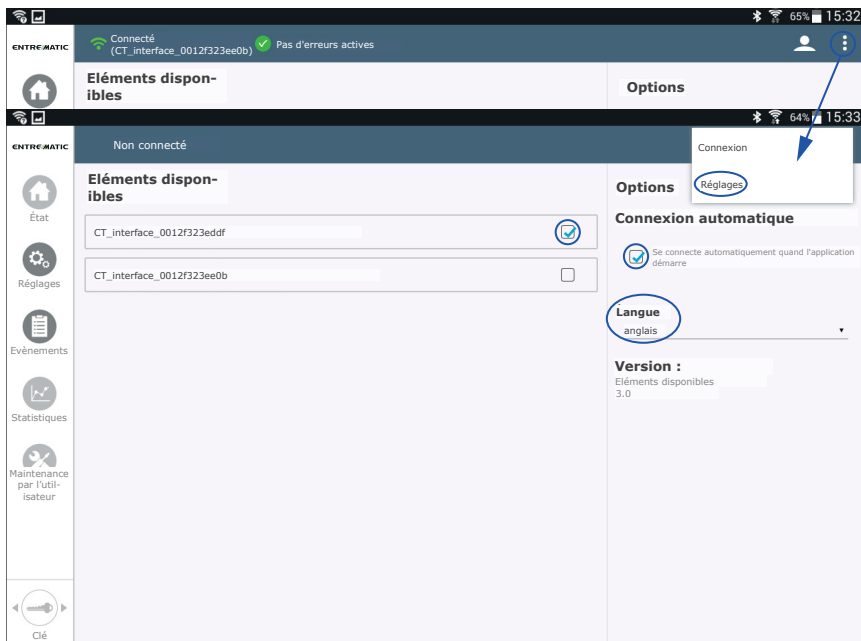 65% 15:32
ENTREMATIC
Connecté
(CT_interface_0012f323ee0b)
Pas d'erreurs actives
Eléments dispon-
ibles
Options
64% 15:33
ENTREMATIC
Non connecté
Connexion
Réglages
Eléments dispon-
ibles
Options
Connexion automatique
Se connecte automatiquement quand l'application
démarre
CT_interface_0012f323eddf
CT_interface_0012f323ee0b
Langue
anglais
Version :
Eléments disponibles
3.0
État
Réglages
Evènements
Statistiques
Maintenance
par l'util-
isateur
Clé